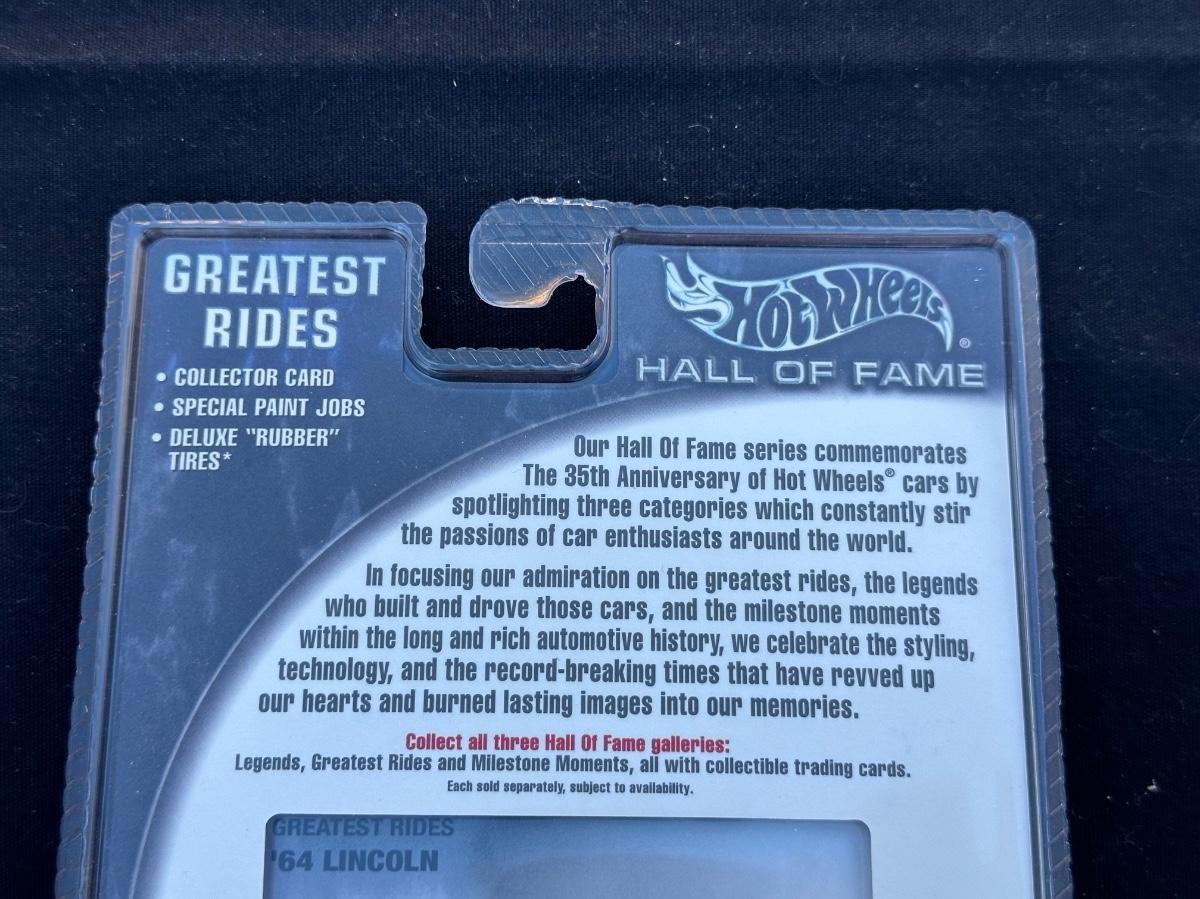 GREATEST
RIDES
• COLLECTOR CARD
• SPECIAL PAINT JOBS
• DELUXE "RUBBER"
TIRES*
HOT WHEELS®
HALL OF FAME
Our Hall Of Fame series commemorates
The 35th Anniversary of Hot Wheels® cars by
spotlighting three categories which constantly stir
the passions of car enthusiasts around the world.
In focusing our admiration on the greatest rides, the legends
who built and drove those cars, and the milestone moments
within the long and rich automotive history, we celebrate the styling,
technology, and the record-breaking times that have revved up
our hearts and burned lasting images into our memories.
Collect all three Hall Of Fame galleries:
Legends, Greatest Rides and Milestone Moments, all with collectible trading cards.
Each sold separately, subject to availability.
GREATEST RIDES
'64 LINCOLN